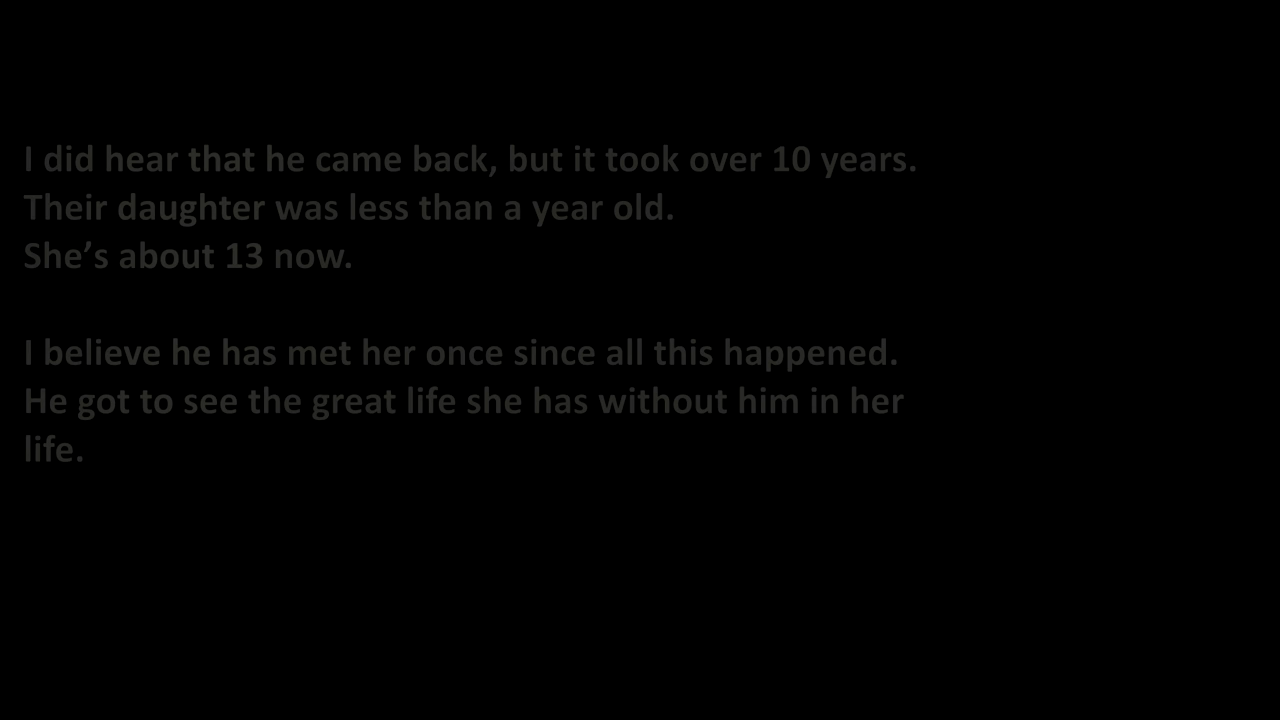 I did hear that he came back, but it took over 10 years.
Their daughter was less than a year old.
She’s about 13 now.
I believe he has met her once since all this happened.
He got to see the great life she has without him in her
life.